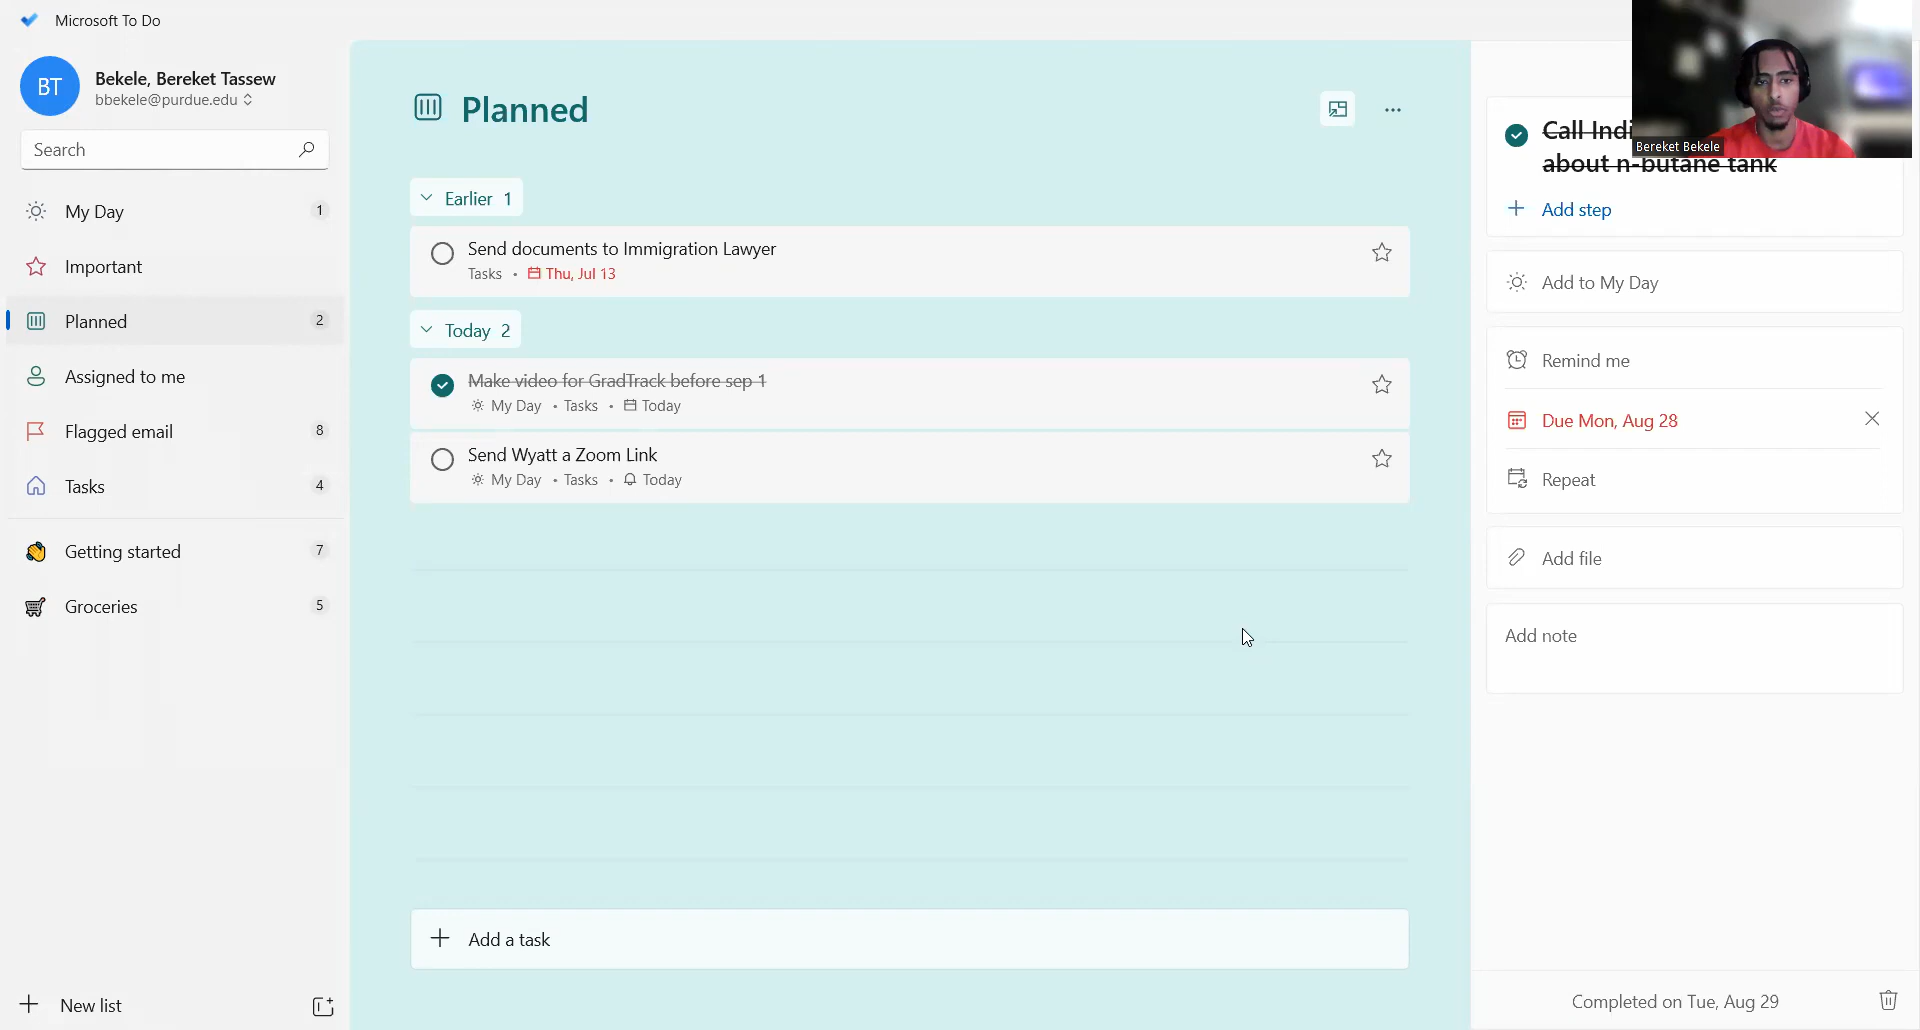 Microsoft To Do
BT
Bekele, Bereket Tassew
bbekele@purdue.edu
Search
My Day 1
Important
Planned 2
Assigned to me
Flagged email 8
Tasks 4
Getting started 7
Groceries 5
New list
Planned
Earlier 1
Send documents to Immigration Lawyer
Tasks • Thu, Jul 13
Today 2
Make video for GradTrack before sep 1
My Day • Tasks • Today
Send Wyatt a Zoom Link
My Day • Tasks • Today
Add a task
Bereket Bekele
Call
about n-butane tank
Add step
Add to My Day
Remind me
Due Mon, Aug 28
Repeat
Add file
Add note
Completed on Tue, Aug 29